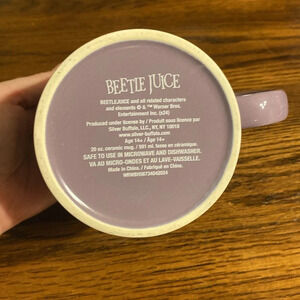 BEETLEJUICE
BEETLEJUICE and all related characters
and elements © & ™ Warner Bros.
Entertainment Inc. (s24)
Produced under license by / Produit sous licence par
Silver Buffalo, LLC, NY, NY 10018
www.silver-buffalo.com
Age 14+ / Âge 14+
20 oz. ceramic mug. / 591 ml. tasse en céramique.
SAFE TO USE IN MICROWAVE AND DISHWASHER.
VA AU MICRO-ONDES ET AU LAVE-VAISSELLE.
Made in China. / Fabriqué en Chine.